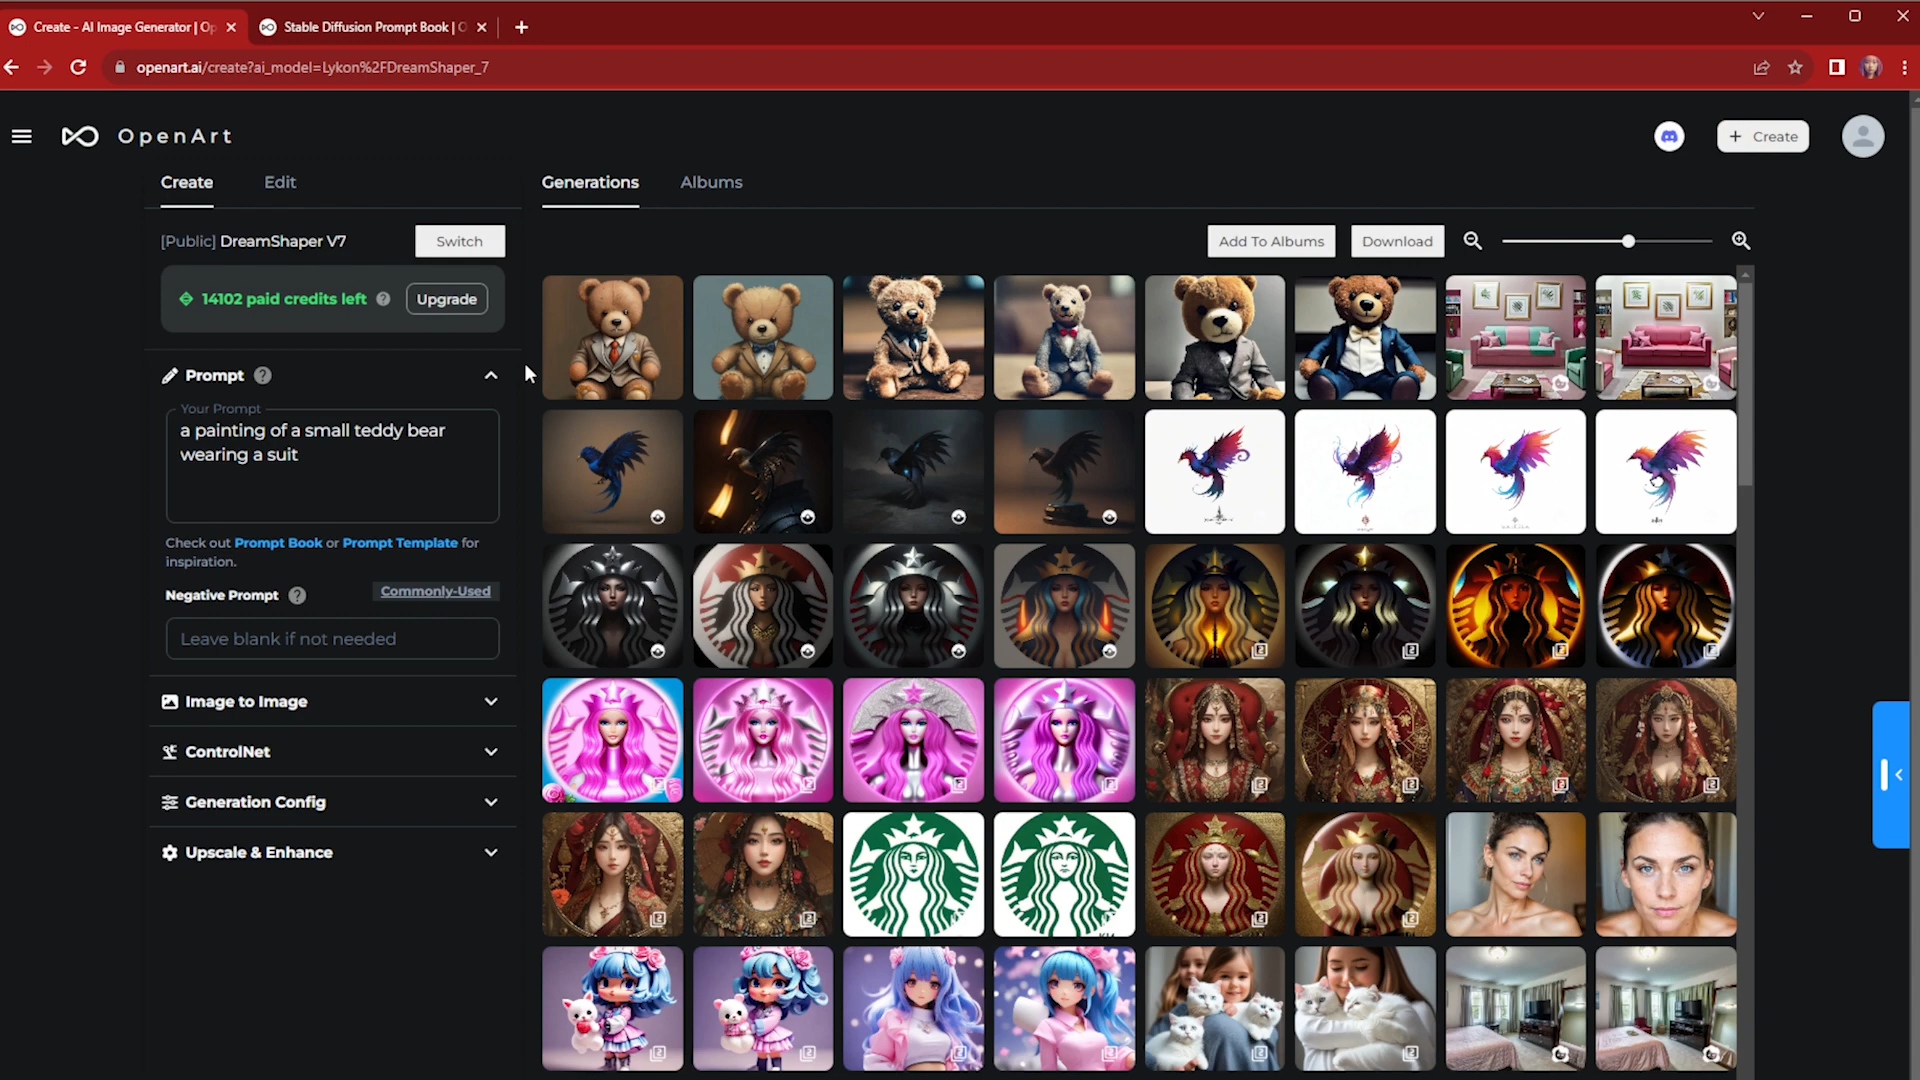 Create - AI Image Generator | Op
Stable Diffusion Prompt Book | O
openart.ai/create?ai_model=Lykon%2FDreamShaper_7
OpenArt
Create
Create
Edit
Generations
Albums
[Public] DreamShaper V7
Switch
Add To Albums
Download
14102 paid credits left
Upgrade
Prompt
Your Prompt
a painting of a small teddy bear
wearing a suit
Check out Prompt Book or Prompt Template for
inspiration.
Negative Prompt
Commonly-Used
Leave blank if not needed
Image to Image
ControlNet
Generation Config
Upscale & Enhance